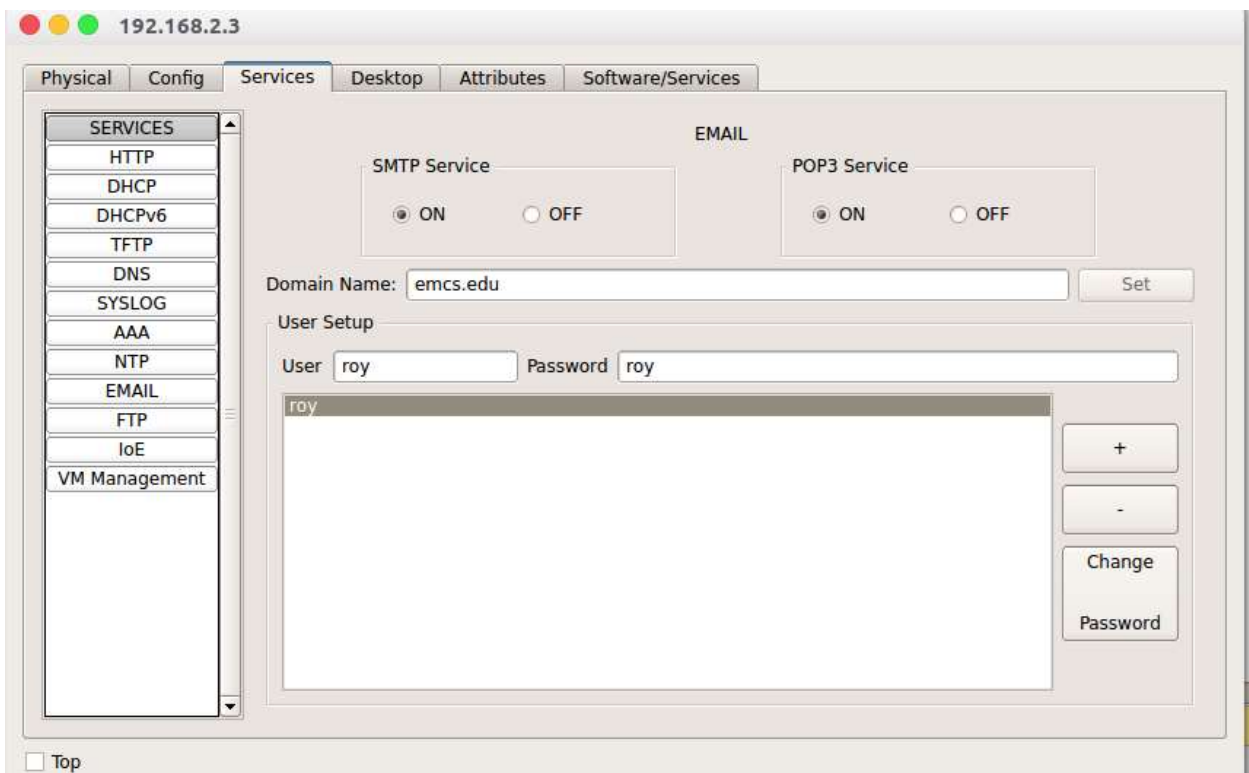 192.168.2.3
Physical Config Services Desktop Attributes Software/Services
SERVICES
HTTP
DHCP
DHCPv6
TFTP
DNS
SYSLOG
AAA
NTP
EMAIL
FTP
IoE
VM Management
EMAIL
SMTP Service
ON OFF
POP3 Service
ON OFF
Domain Name: emcs.edu Set
User Setup
User roy Password roy
roy
+
-
Change
Password
Top